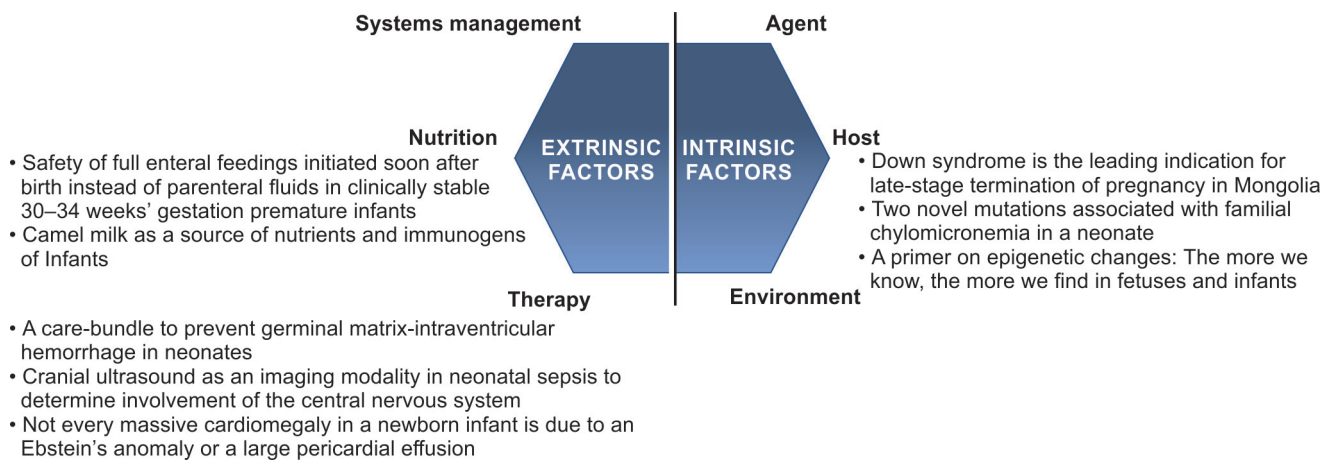 Systems management
Agent
Nutrition
• Safety of full enteral feedings initiated soon after
birth instead of parenteral fluids in clinically stable
30–34 weeks’ gestation premature infants
• Camel milk as a source of nutrients and immunogens
of Infants
EXTRINSIC
FACTORS
INTRINSIC
FACTORS
Host
• Down syndrome is the leading indication for
late-stage termination of pregnancy in Mongolia
• Two novel mutations associated with familial
chylomicronemia in a neonate
• A primer on epigenetic changes: The more we
know, the more we find in fetuses and infants
Therapy
• A care-bundle to prevent germinal matrix-intraventricular
hemorrhage in neonates
• Cranial ultrasound as an imaging modality in neonatal sepsis to
determine involvement of the central nervous system
• Not every massive cardiomegaly in a newborn infant is due to an
Ebstein’s anomaly or a large pericardial effusion
Environment